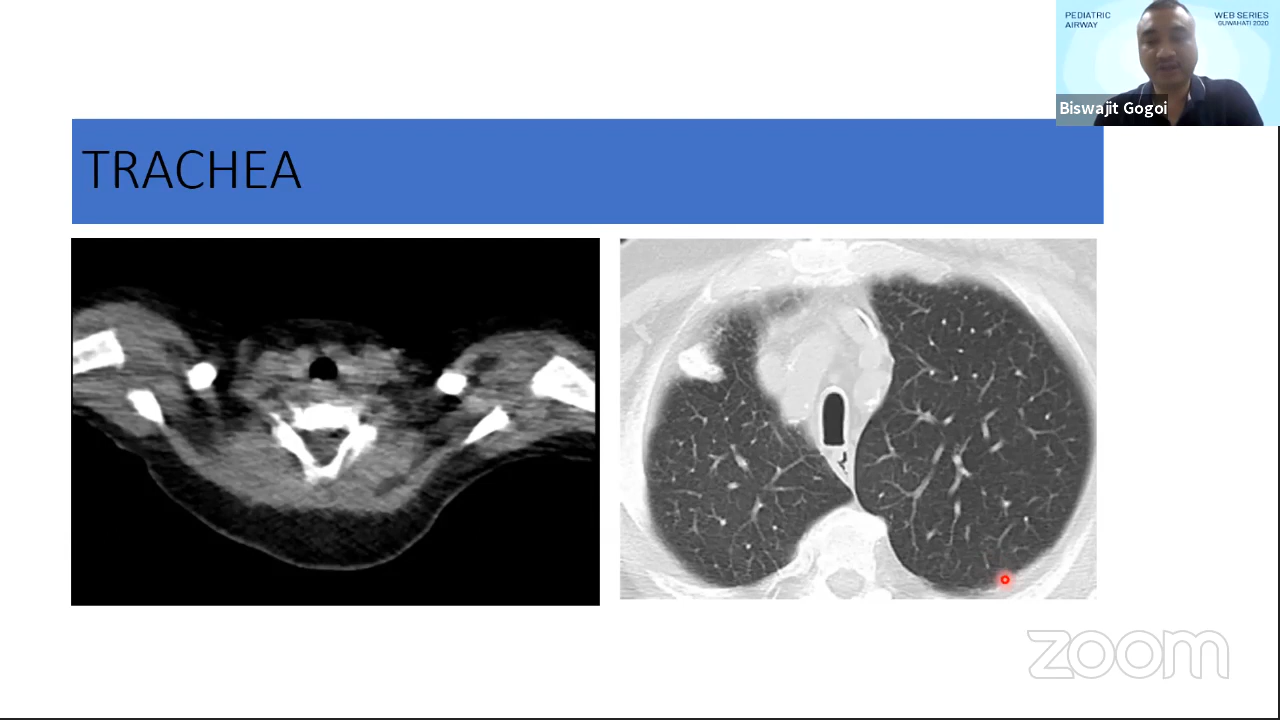 PEDIATRIC
AIRWAY
WEB SERIES
GUWAHATI 2020
Biswajit Gogoi
TRACHEA
zoom